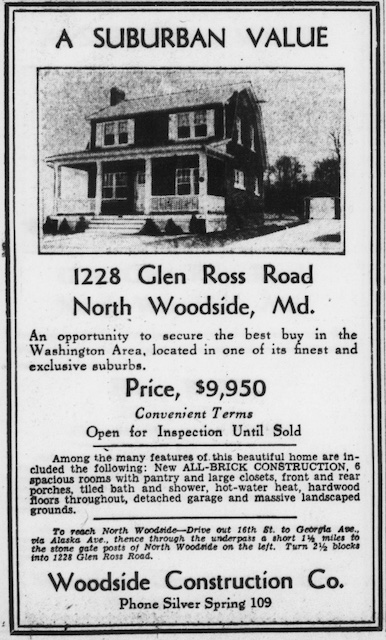 A SUBURBAN VALUE
1228 Glen Ross Road
North Woodside, Md.
An opportunity to secure the best buy in the
Washington Area, located in one of its finest and
exclusive suburbs.
Price, $9,950
Convenient Terms
Open for Inspection Until Sold
Among the many features of this beautiful home are in-
cluded the following: New ALL-BRICK CONSTRUCTION, 6
spacious rooms with pantry and large closets, front and rear
porches, tiled bath and shower, hot-water heat, hardwood
floors throughout, detached garage and massive landscaped
grounds.
To reach North Woodside—Drive out 16th St. to Georgia Ave.,
via Alaska Ave., thence through the underpass a short 1½ miles to
the stone gate posts of North Woodside on the left. Turn 2½ blocks
into 1228 Glen Ross Road.
Woodside Construction Co.
Phone Silver Spring 109